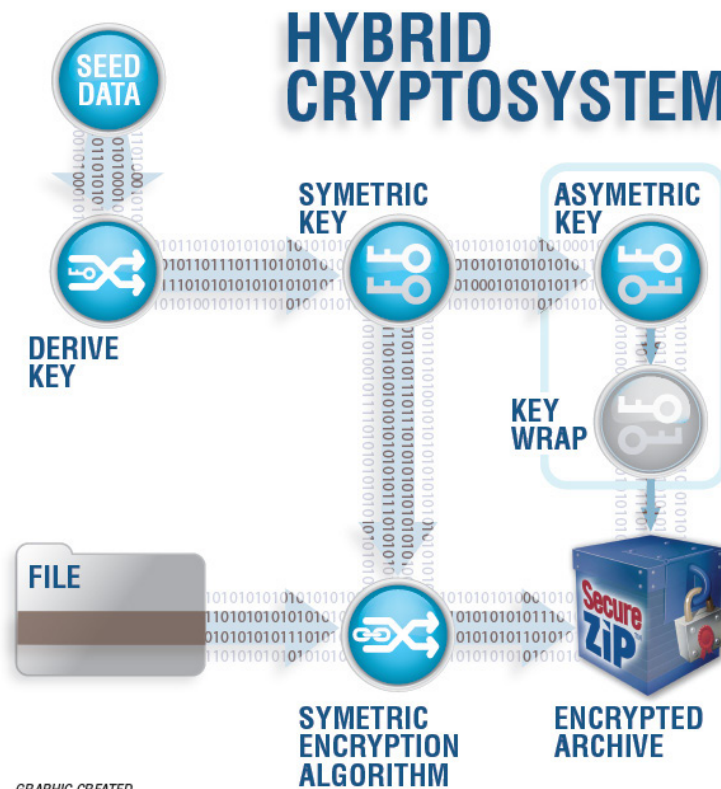 HYBRID
CRYPTOSYSTEM
SEED
DATA
SYMETRIC
KEY
ASYMETRIC
KEY
DERIVE
KEY
KEY
WRAP
FILE
Secure
ZIP
SYMETRIC
ENCRYPTION
ALGORITHM
ENCRYPTED
ARCHIVE
GRAPHIC CREATED